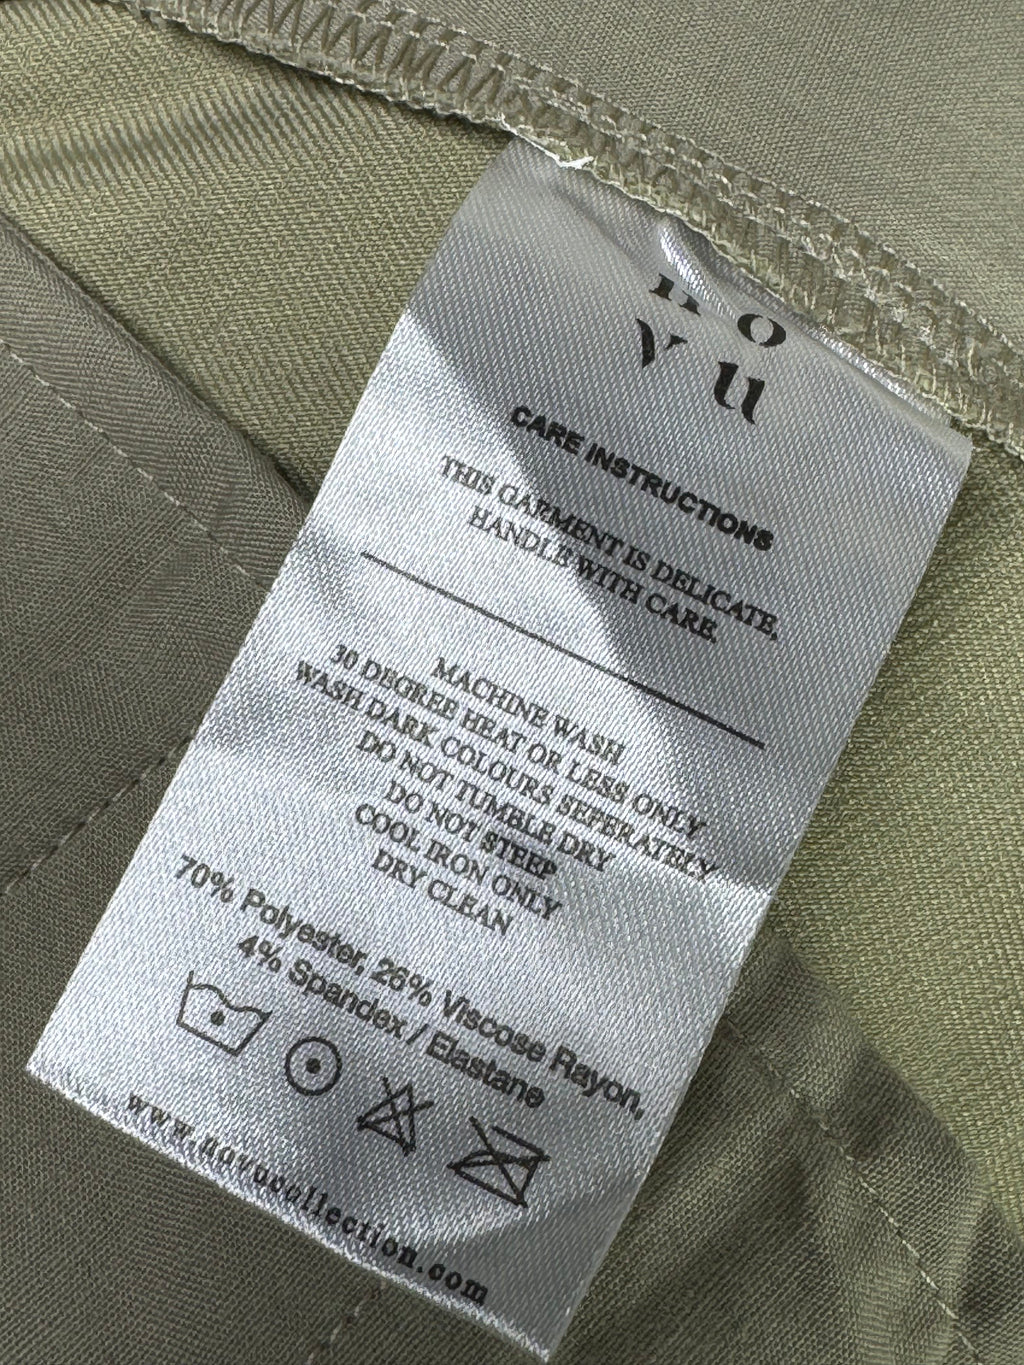 no
vu
CARE INSTRUCTIONS
THIS GARMENT IS DELICATE,
HANDLE WITH CARE.
MACHINE WASH
30 DEGREE HEAT OR LESS ONLY
WASH DARK COLOURS SEPERATELY
DO NOT TUMBLE DRY
DO NOT STEEP
COOL IRON ONLY
DRY CLEAN
70% Polyester, 26% Viscose Rayon,
4% Spandex / Elastane
www.novucollection.com